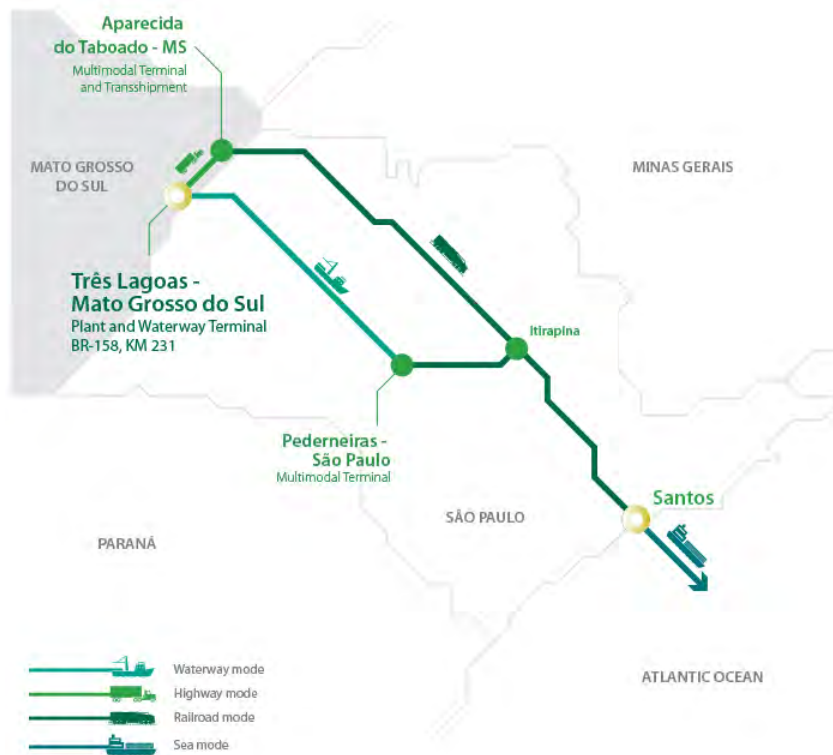 Aparecida
do Taboado - MS
Multimodal Terminal
and Transshipment
MATO GROSSO
DO SUL
MINAS GERAIS
Três Lagoas -
Mato Grosso do Sul
Plant and Waterway Terminal
BR-158, KM 231
Itirapina
Pederneiras -
São Paulo
Multimodal Terminal
Santos
SÃO PAULO
PARANÁ
ATLANTIC OCEAN
Waterway mode
Highway mode
Railroad mode
Sea mode